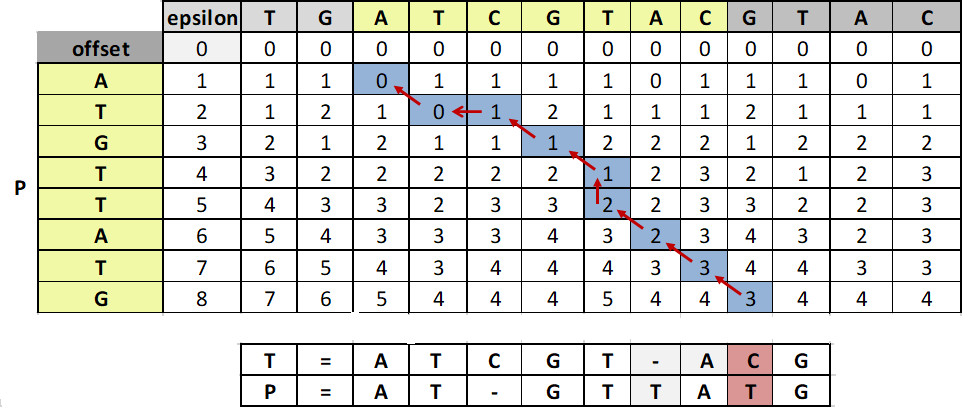 epsilon T G A T C G T A C G T A C
offset 0 0 0 0 0 0 0 0 0 0 0 0 0 0
A 1 1 1 0 1 1 1 1 0 1 1 1 0 1
T 2 1 2 1 0 1 2 1 1 1 2 1 1 1
G 3 2 1 2 1 1 1 2 2 2 1 2 2 2
P
T 4 3 2 2 2 2 2 1 2 3 2 1 2 3
T 5 4 3 3 2 3 3 2 2 3 3 2 2 3
A 6 5 4 3 3 3 4 3 2 3 4 3 2 3
T 7 6 5 4 3 4 4 4 3 3 4 4 3 3
G 8 7 6 5 4 4 4 5 4 4 3 4 4 4
T = A T C G T - A C G
P = A T - G T T A T G